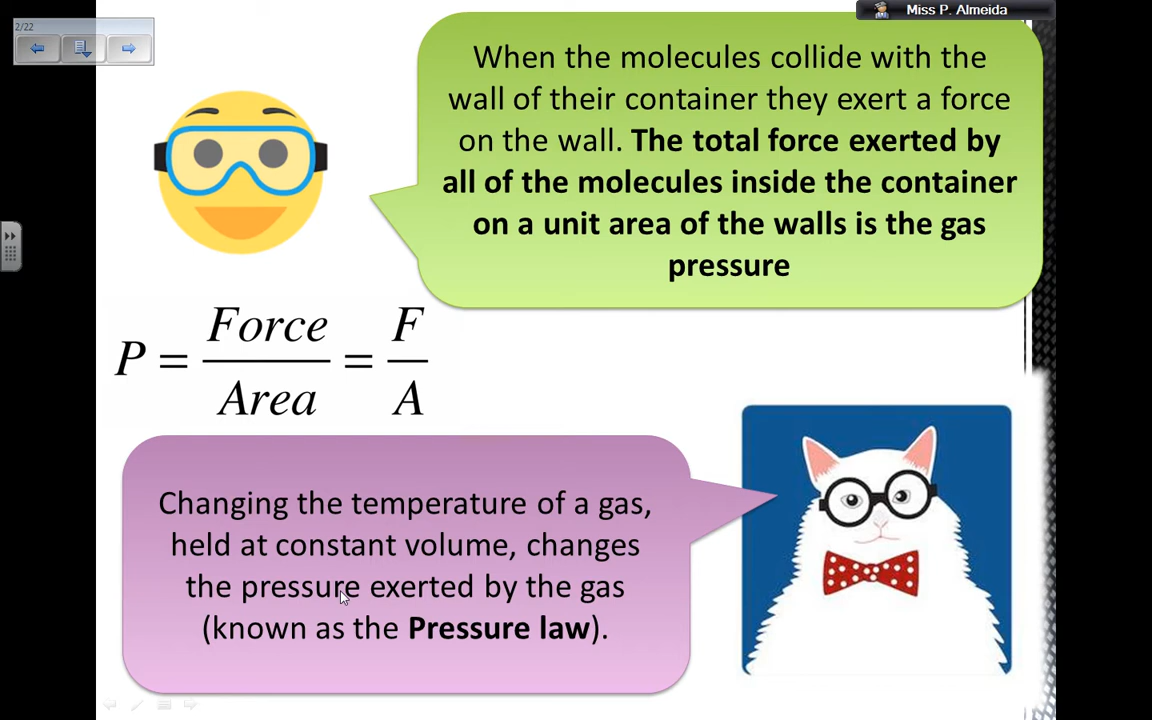 2/22
Miss P. Almeida
When the molecules collide with the
wall of their container they exert a force
on the wall. The total force exerted by
all of the molecules inside the container
on a unit area of the walls is the gas
pressure
P = Force/Area = F/A
Changing the temperature of a gas,
held at constant volume, changes
the pressure exerted by the gas
(known as the Pressure law).